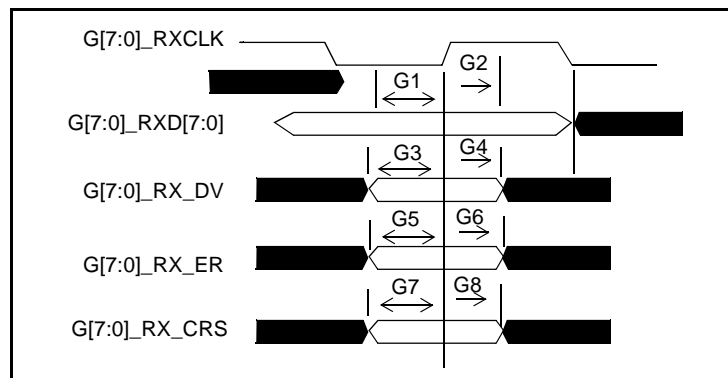 G[7:0]_RXCLK
G1
G2
G[7:0]_RXD[7:0]
G3
G4
G[7:0]_RX_DV
G5
G6
G[7:0]_RX_ER
G7
G8
G[7:0]_RX_CRS